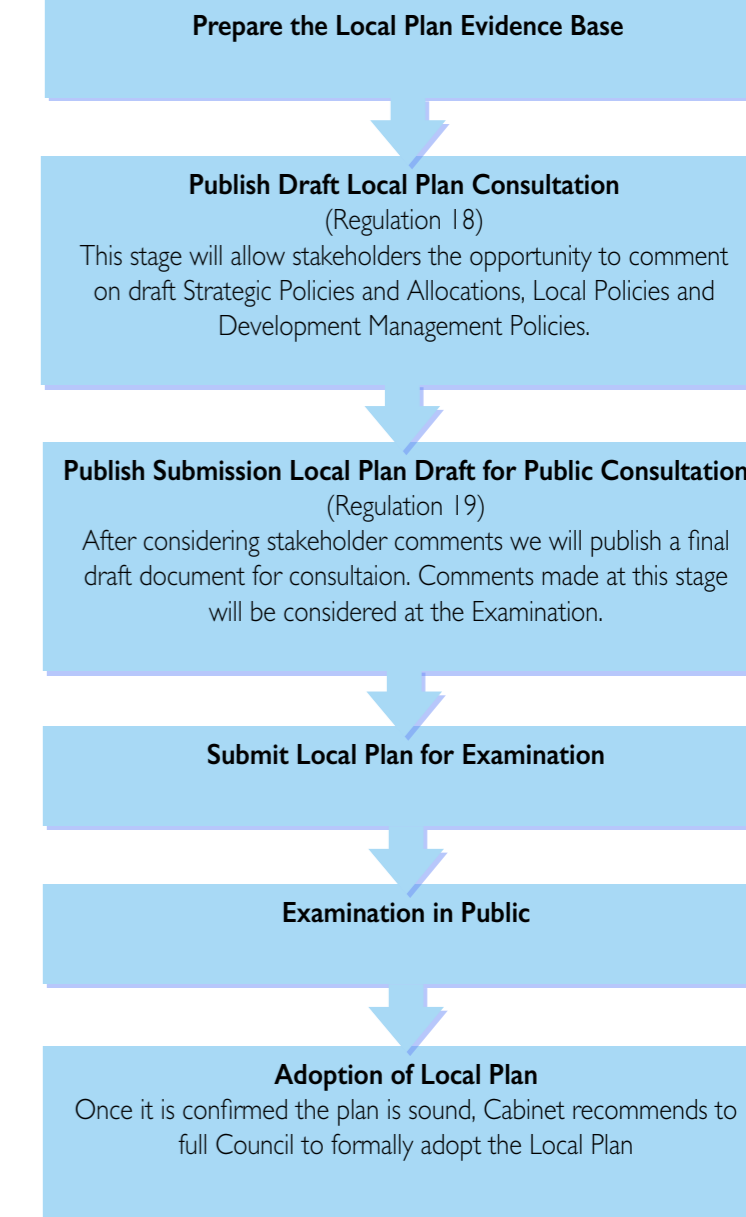 Prepare the Local Plan Evidence Base
Publish Draft Local Plan Consultation
(Regulation 18)
This stage will allow stakeholders the opportunity to comment
on draft Strategic Policies and Allocations, Local Policies and
Development Management Policies.
Publish Submission Local Plan Draft for Public Consultation
(Regulation 19)
After considering stakeholder comments we will publish a final
draft document for consultaion. Comments made at this stage
will be considered at the Examination.
Submit Local Plan for Examination
Examination in Public
Adoption of Local Plan
Once it is confirmed the plan is sound, Cabinet recommends to
full Council to formally adopt the Local Plan